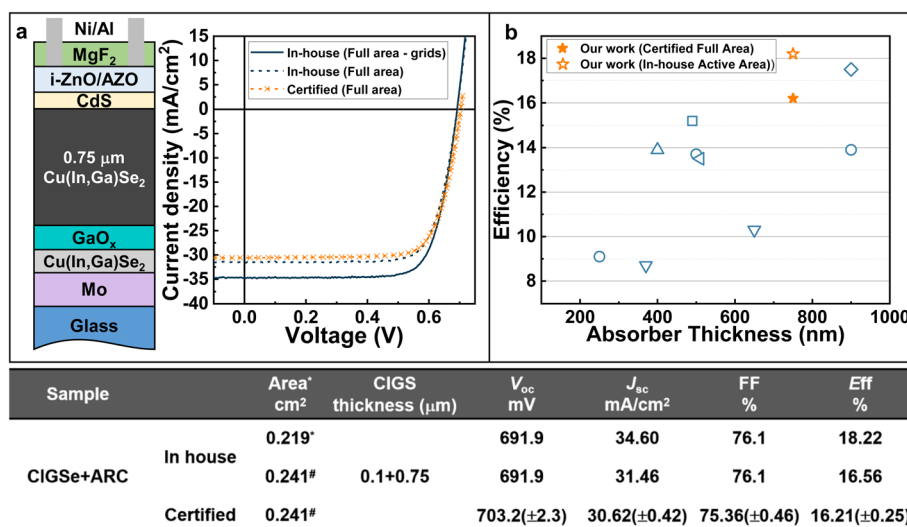 a
Ni/Al
MgF₂
i-ZnO/AZO
CdS
0.75 μm
Cu(In,Ga)Se₂
GaOₓ
Cu(In,Ga)Se₂
Mo
Glass
Current density (mA/cm²)
15
10
5
0
-5
-10
-15
-20
-25
-30
-35
-40
In-house (Full area - grids)
In-house (Full area)
Certified (Full area)
0.0
0.2
0.4
0.6
Voltage (V)
b
Efficiency (%)
18
16
14
12
10
8
Our work (Certified Full Area)
Our work (In-house Active Area))
200
400
600
800
1000
Absorber Thickness (nm)
Sample Area* cm² CIGS thickness (μm) Voc mV Jsc mA/cm² FF % Eff %
CIGSe+ARC In house 0.219* 0.1+0.75 691.9 34.60 76.1 18.22
0.241# 691.9 31.46 76.1 16.56
Certified 0.241# 703.2(±2.3) 30.62(±0.42) 75.36(±0.46) 16.21(±0.25)